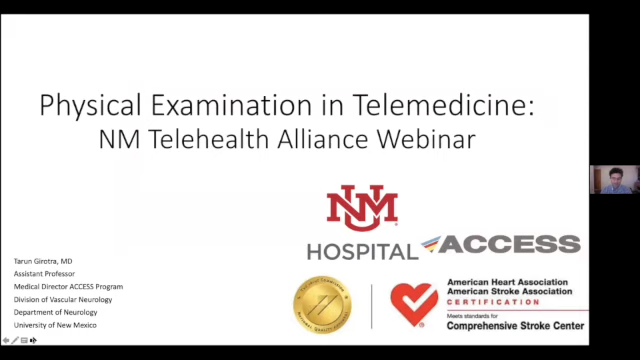 Physical Examination in Telemedicine:
NM Telehealth Alliance Webinar
UNM
HOSPITAL
ACCESS
Tarun Girotra, MD
Assistant Professor
Medical Director ACCESS Program
Division of Vascular Neurology
Department of Neurology
University of New Mexico
American Heart Association
American Stroke Association
CERTIFICATION
Meets standards for
Comprehensive Stroke Center